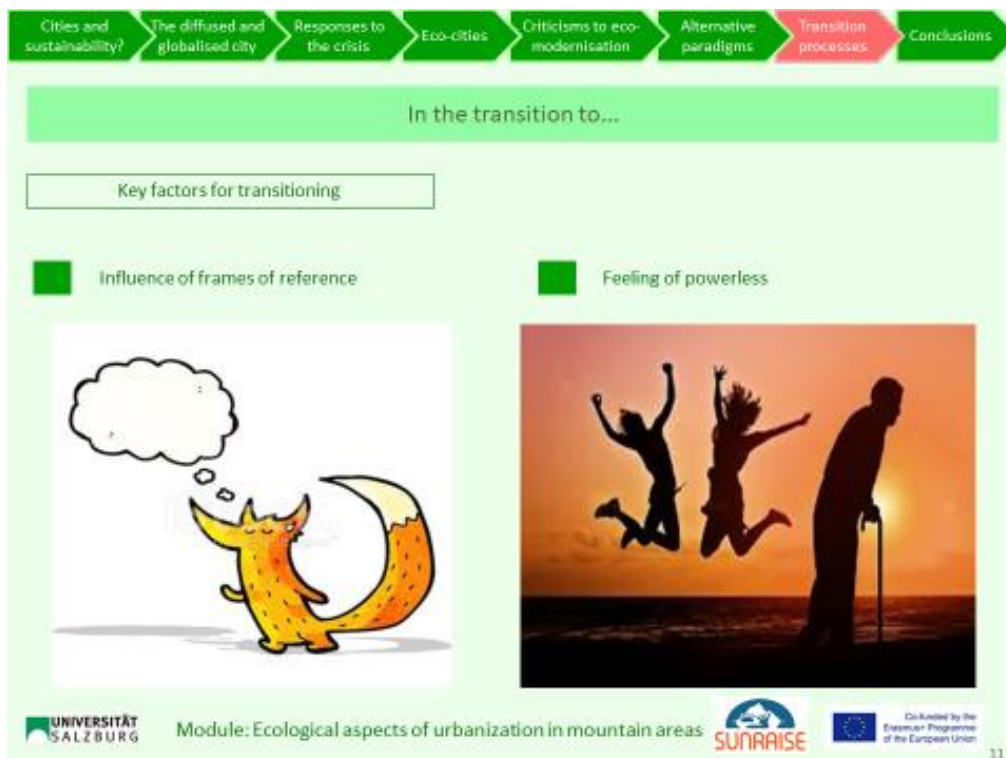 Cities and
sustainability?
The diffused and
globalised city
Responses to
the crisis
Eco-cities
Criticisms to eco-
modernisation
Alternative
paradigms
Transition
processes
Conclusions
In the transition to...
Key factors for transitioning
Influence of frames of reference
Feeling of powerless
UNIVERSITÄT
SALZBURG
Module: Ecological aspects of urbanization in mountain areas
SUNRAISE
Co-funded by the
Erasmus+ Programme
of the European Union
11